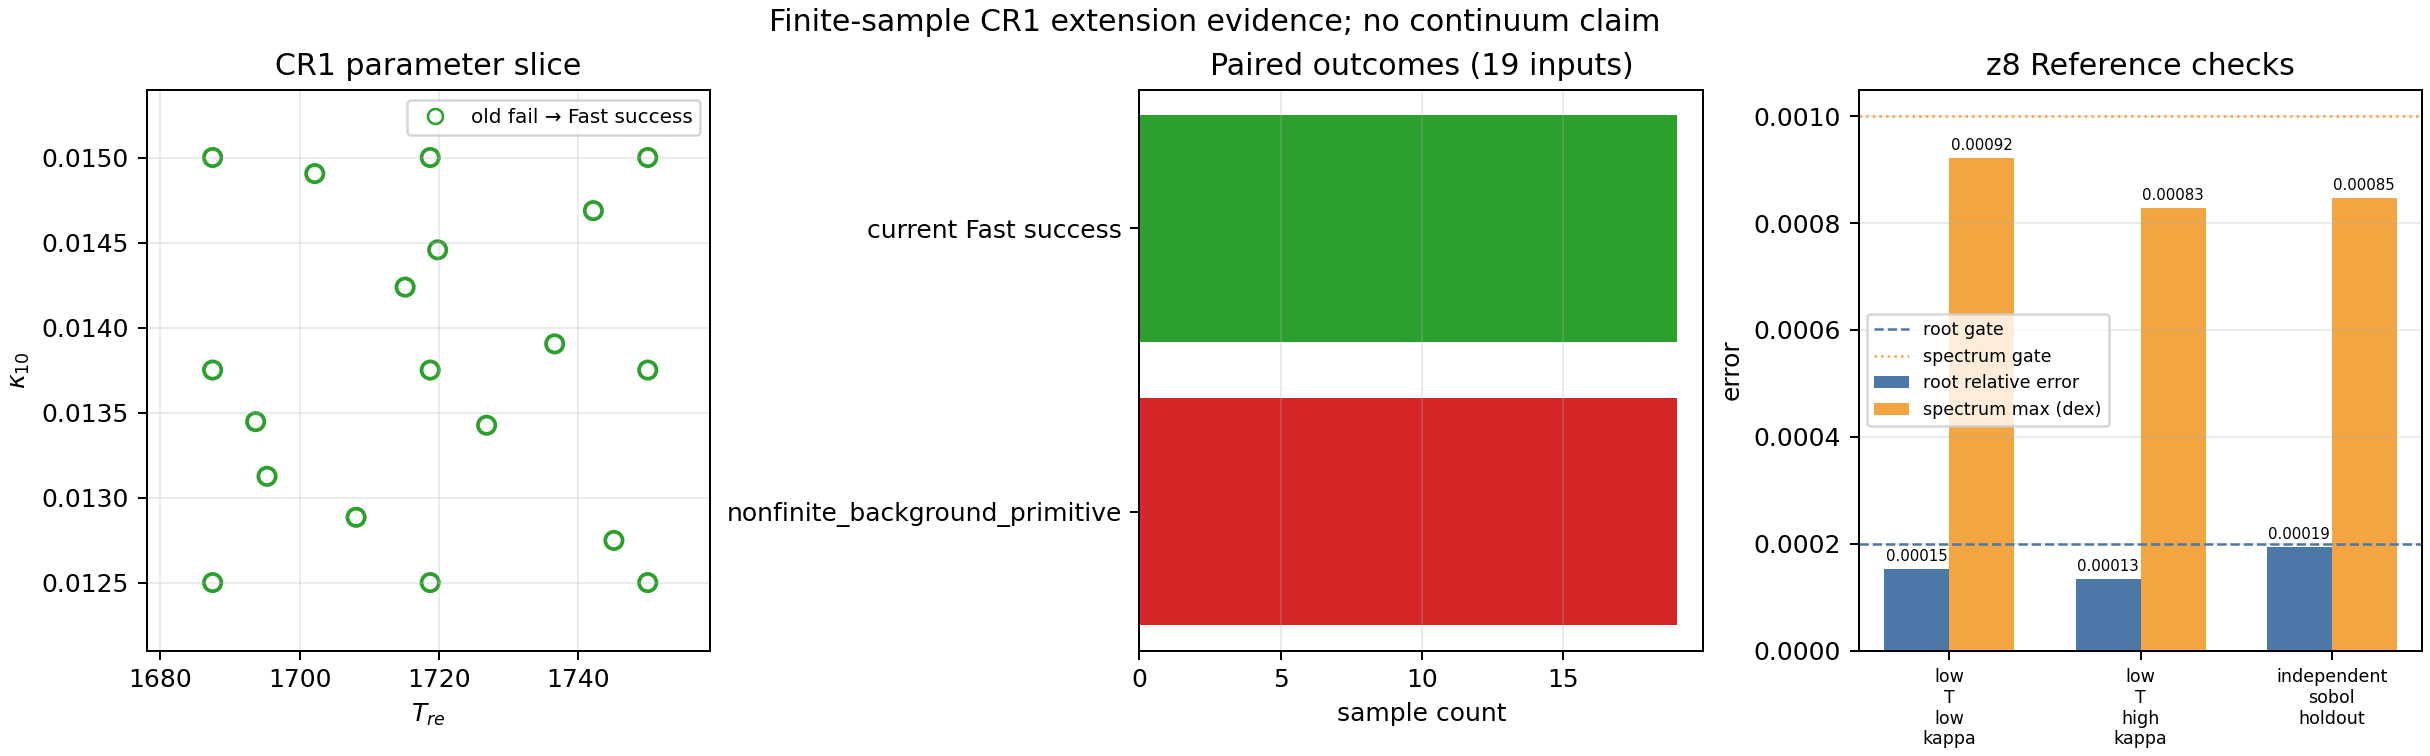 Finite-sample CR1 extension evidence; no continuum claim
CR1 parameter slice
old fail → Fast success
0.0150
0.0145
0.0140
0.0135
0.0130
0.0125
κ10
1680
1700
1720
1740
Tre
Paired outcomes (19 inputs)
current Fast success
nonfinite_background_primitive
0
5
10
15
sample count
z8 Reference checks
0.0010
0.0008
0.0006
0.0004
0.0002
0.0000
error
0.00092
0.00083
0.00085
root gate
spectrum gate
root relative error
spectrum max (dex)
0.00015
0.00013
0.00019
low
T
low
kappa
low
T
high
kappa
independent
sobol
holdout